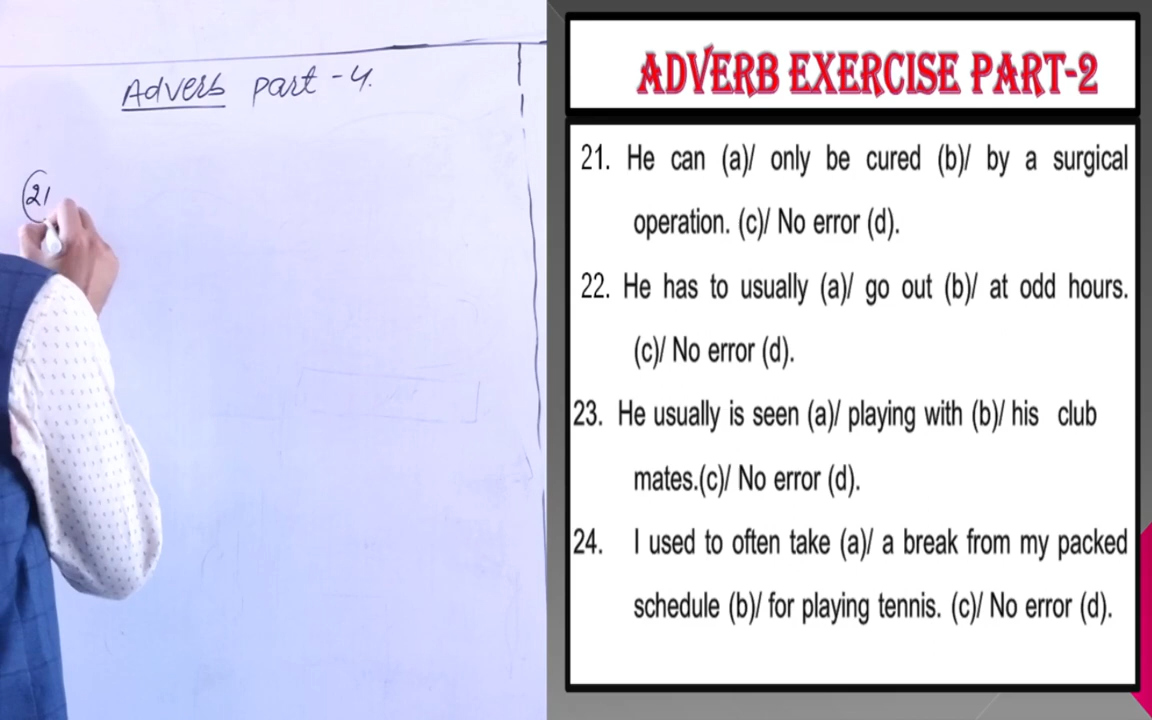 Adverb part - 4.
(21
ADVERB EXERCISE PART-2
21. He can (a)/ only be cured (b)/ by a surgical
operation. (c)/ No error (d).
22. He has to usually (a)/ go out (b)/ at odd hours.
(c)/ No error (d).
23. He usually is seen (a)/ playing with (b)/ his club
mates.(c)/ No error (d).
24. I used to often take (a)/ a break from my packed
schedule (b)/ for playing tennis. (c)/ No error (d).